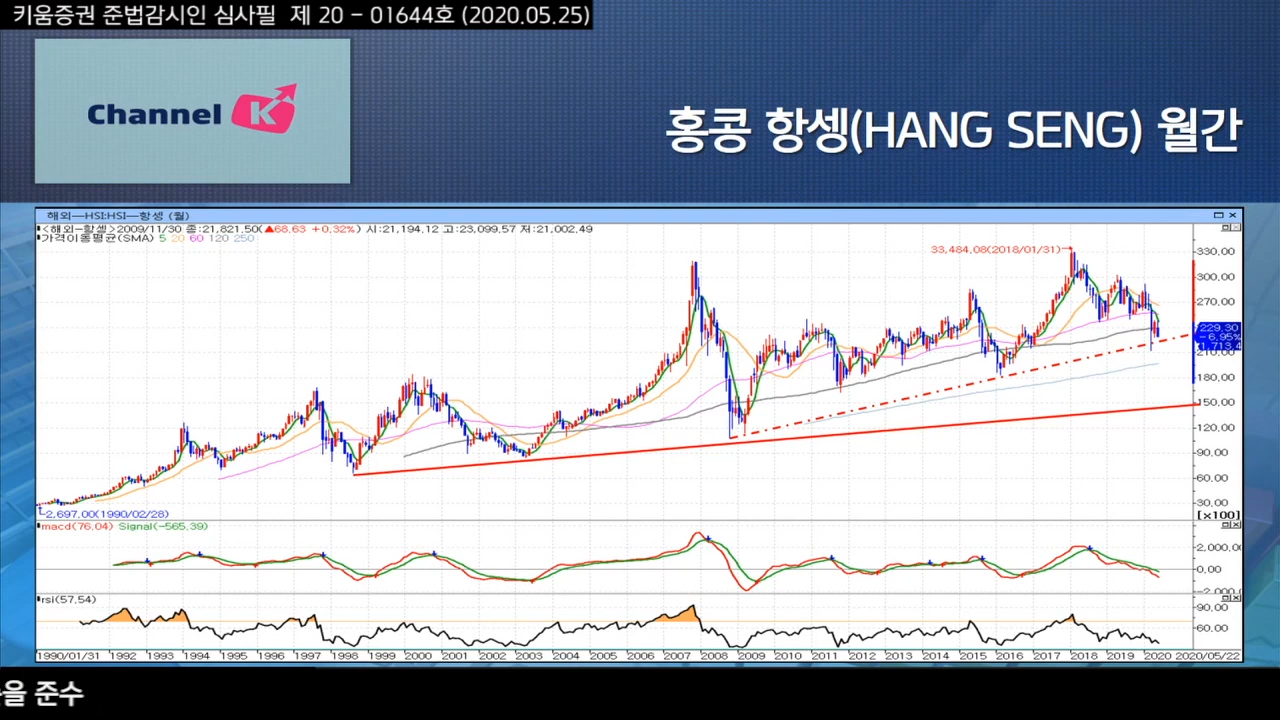 키움증권 준법감시인 심사필 제 20 - 01644호 (2020.05.25)
Channel K
홍콩 항셍(HANG SENG) 월간
해외—HSI:HSI—항셍 (월)
<해외-항셍>2009/11/30 종:21,821,50(▲68,63 +0,32%) 시:21,194,12 고:23,099,57 저:21,002,49
가격이동평균(SMA) 5 20 60 120 250
33,484,08(2018/01/31)
330,00
300,00
270,00
229,30
-6,95%
1,713,4
210,00
180,00
150,00
120,00
90,00
60,00
30,00
2,697,00(1990/02/28)
[x100]
macd(76,04) Signal(-565,39)
2,000,00
0,00
-2,000,0
rsi(57,54)
90,00
60,00
1990/01/31 1992 1993 1994 1995 1996 1997 1998 1999 2000 2001 2002 2003 2004 2005 2006 2007 2008 2009 2010 2011 2012 2013 2014 2015 2016 2017 2018 2019 2020 2020/05/22
을 준수